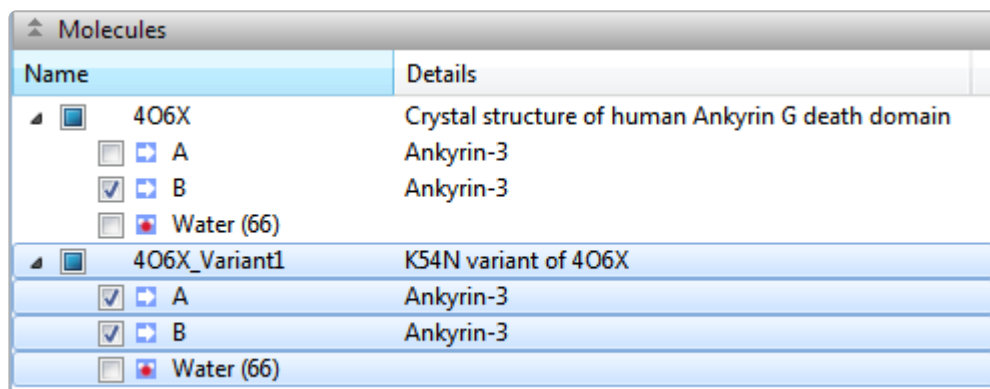 Molecules
Name Details
4O6X Crystal structure of human Ankyrin G death domain
A Ankyrin-3
B Ankyrin-3
Water (66)
4O6X_Variant1 K54N variant of 4O6X
A Ankyrin-3
B Ankyrin-3
Water (66)